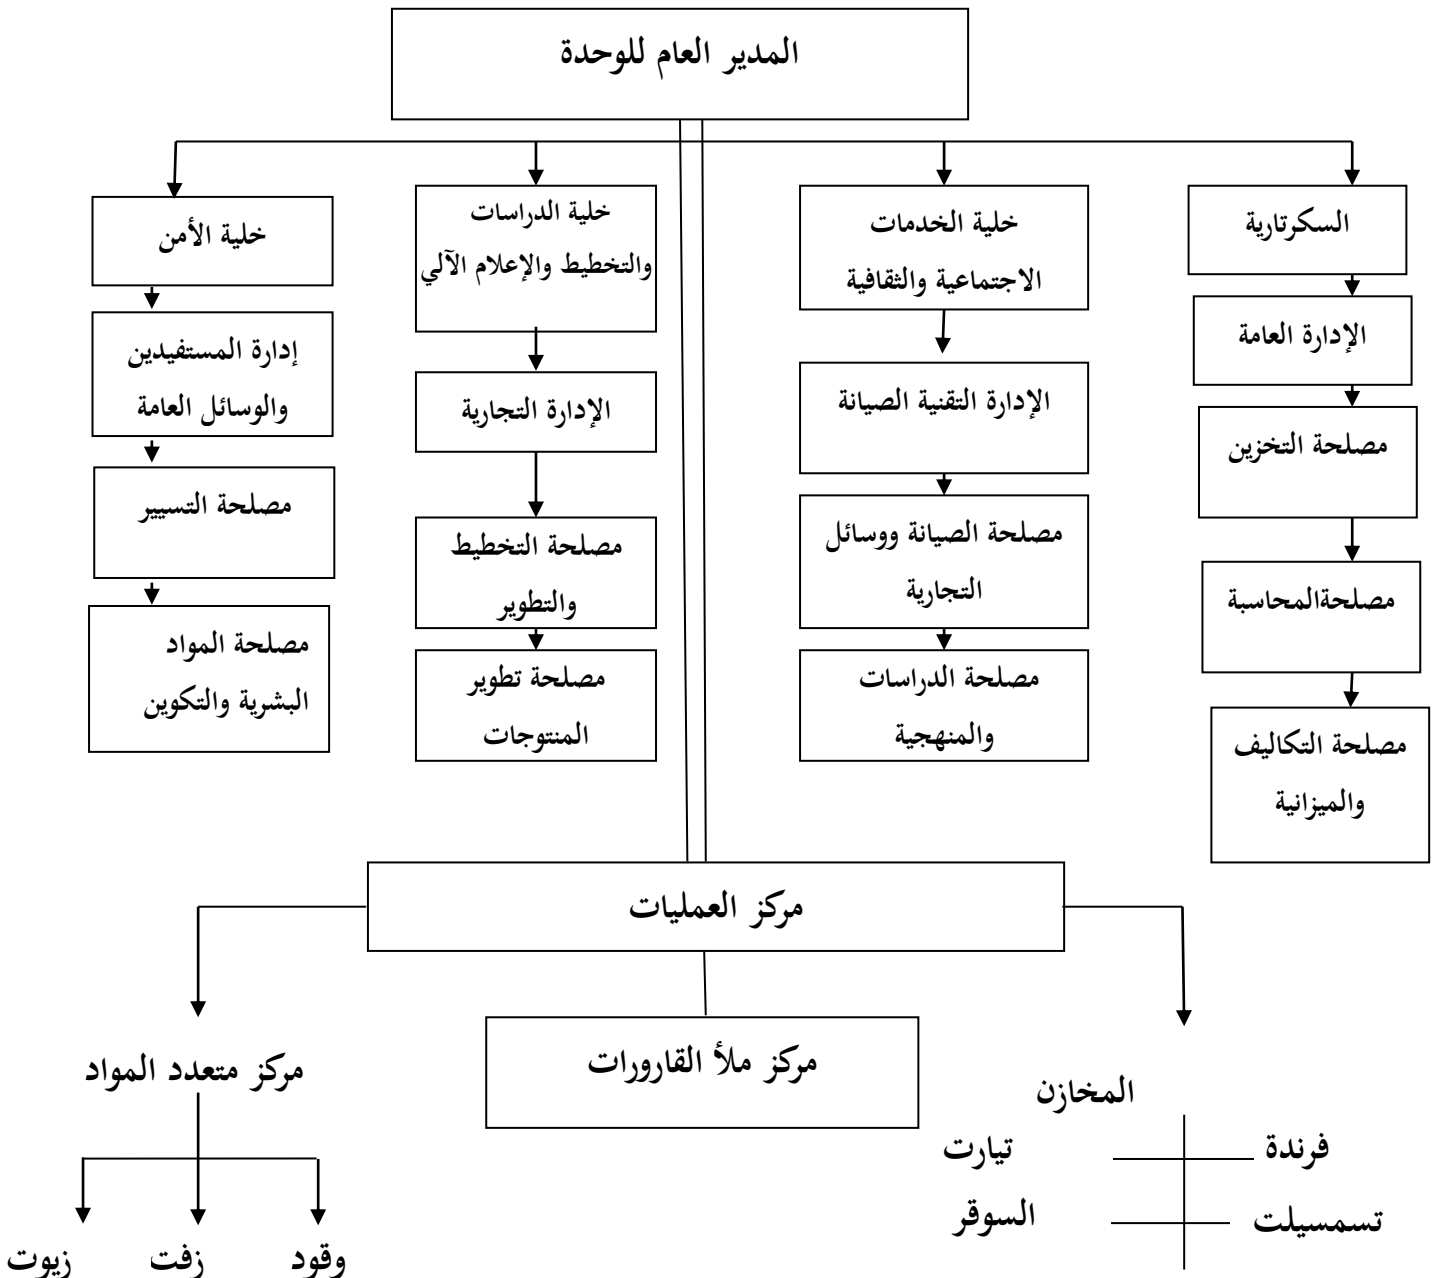 المدير العام للوحدة
السكرتارية
الإدارة العامة
مصلحة التخزين
مصلحةالمحاسبة
مصلحة التكاليف
والميزانية
خلية الخدمات
الاجتماعية والثقافية
الإدارة التقنية الصيانة
مصلحة الصيانة ووسائل
التجارية
مصلحة الدراسات
والمنهجية
خلية الدراسات
والتخطيط والإعلام الآلي
الإدارة التجارية
مصلحة التخطيط
والتطوير
مصلحة تطوير
المنتوجات
خلية الأمن
إدارة المستفيدين
والوسائل العامة
مصلحة التسيير
مصلحة المواد
البشرية والتكوين
مركز العمليات
المخازن
فرندة
تيارت
تسمسيلت
السوقر
مركز ملأ القارورات
مركز متعدد المواد
وقود
زفت
زيوت